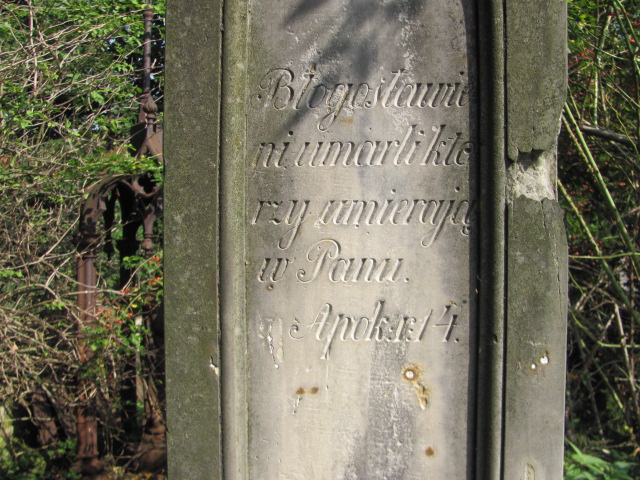 Błogosławie
ni umarli któ
rzy umierają
w Panu.
Apok. r. 14.